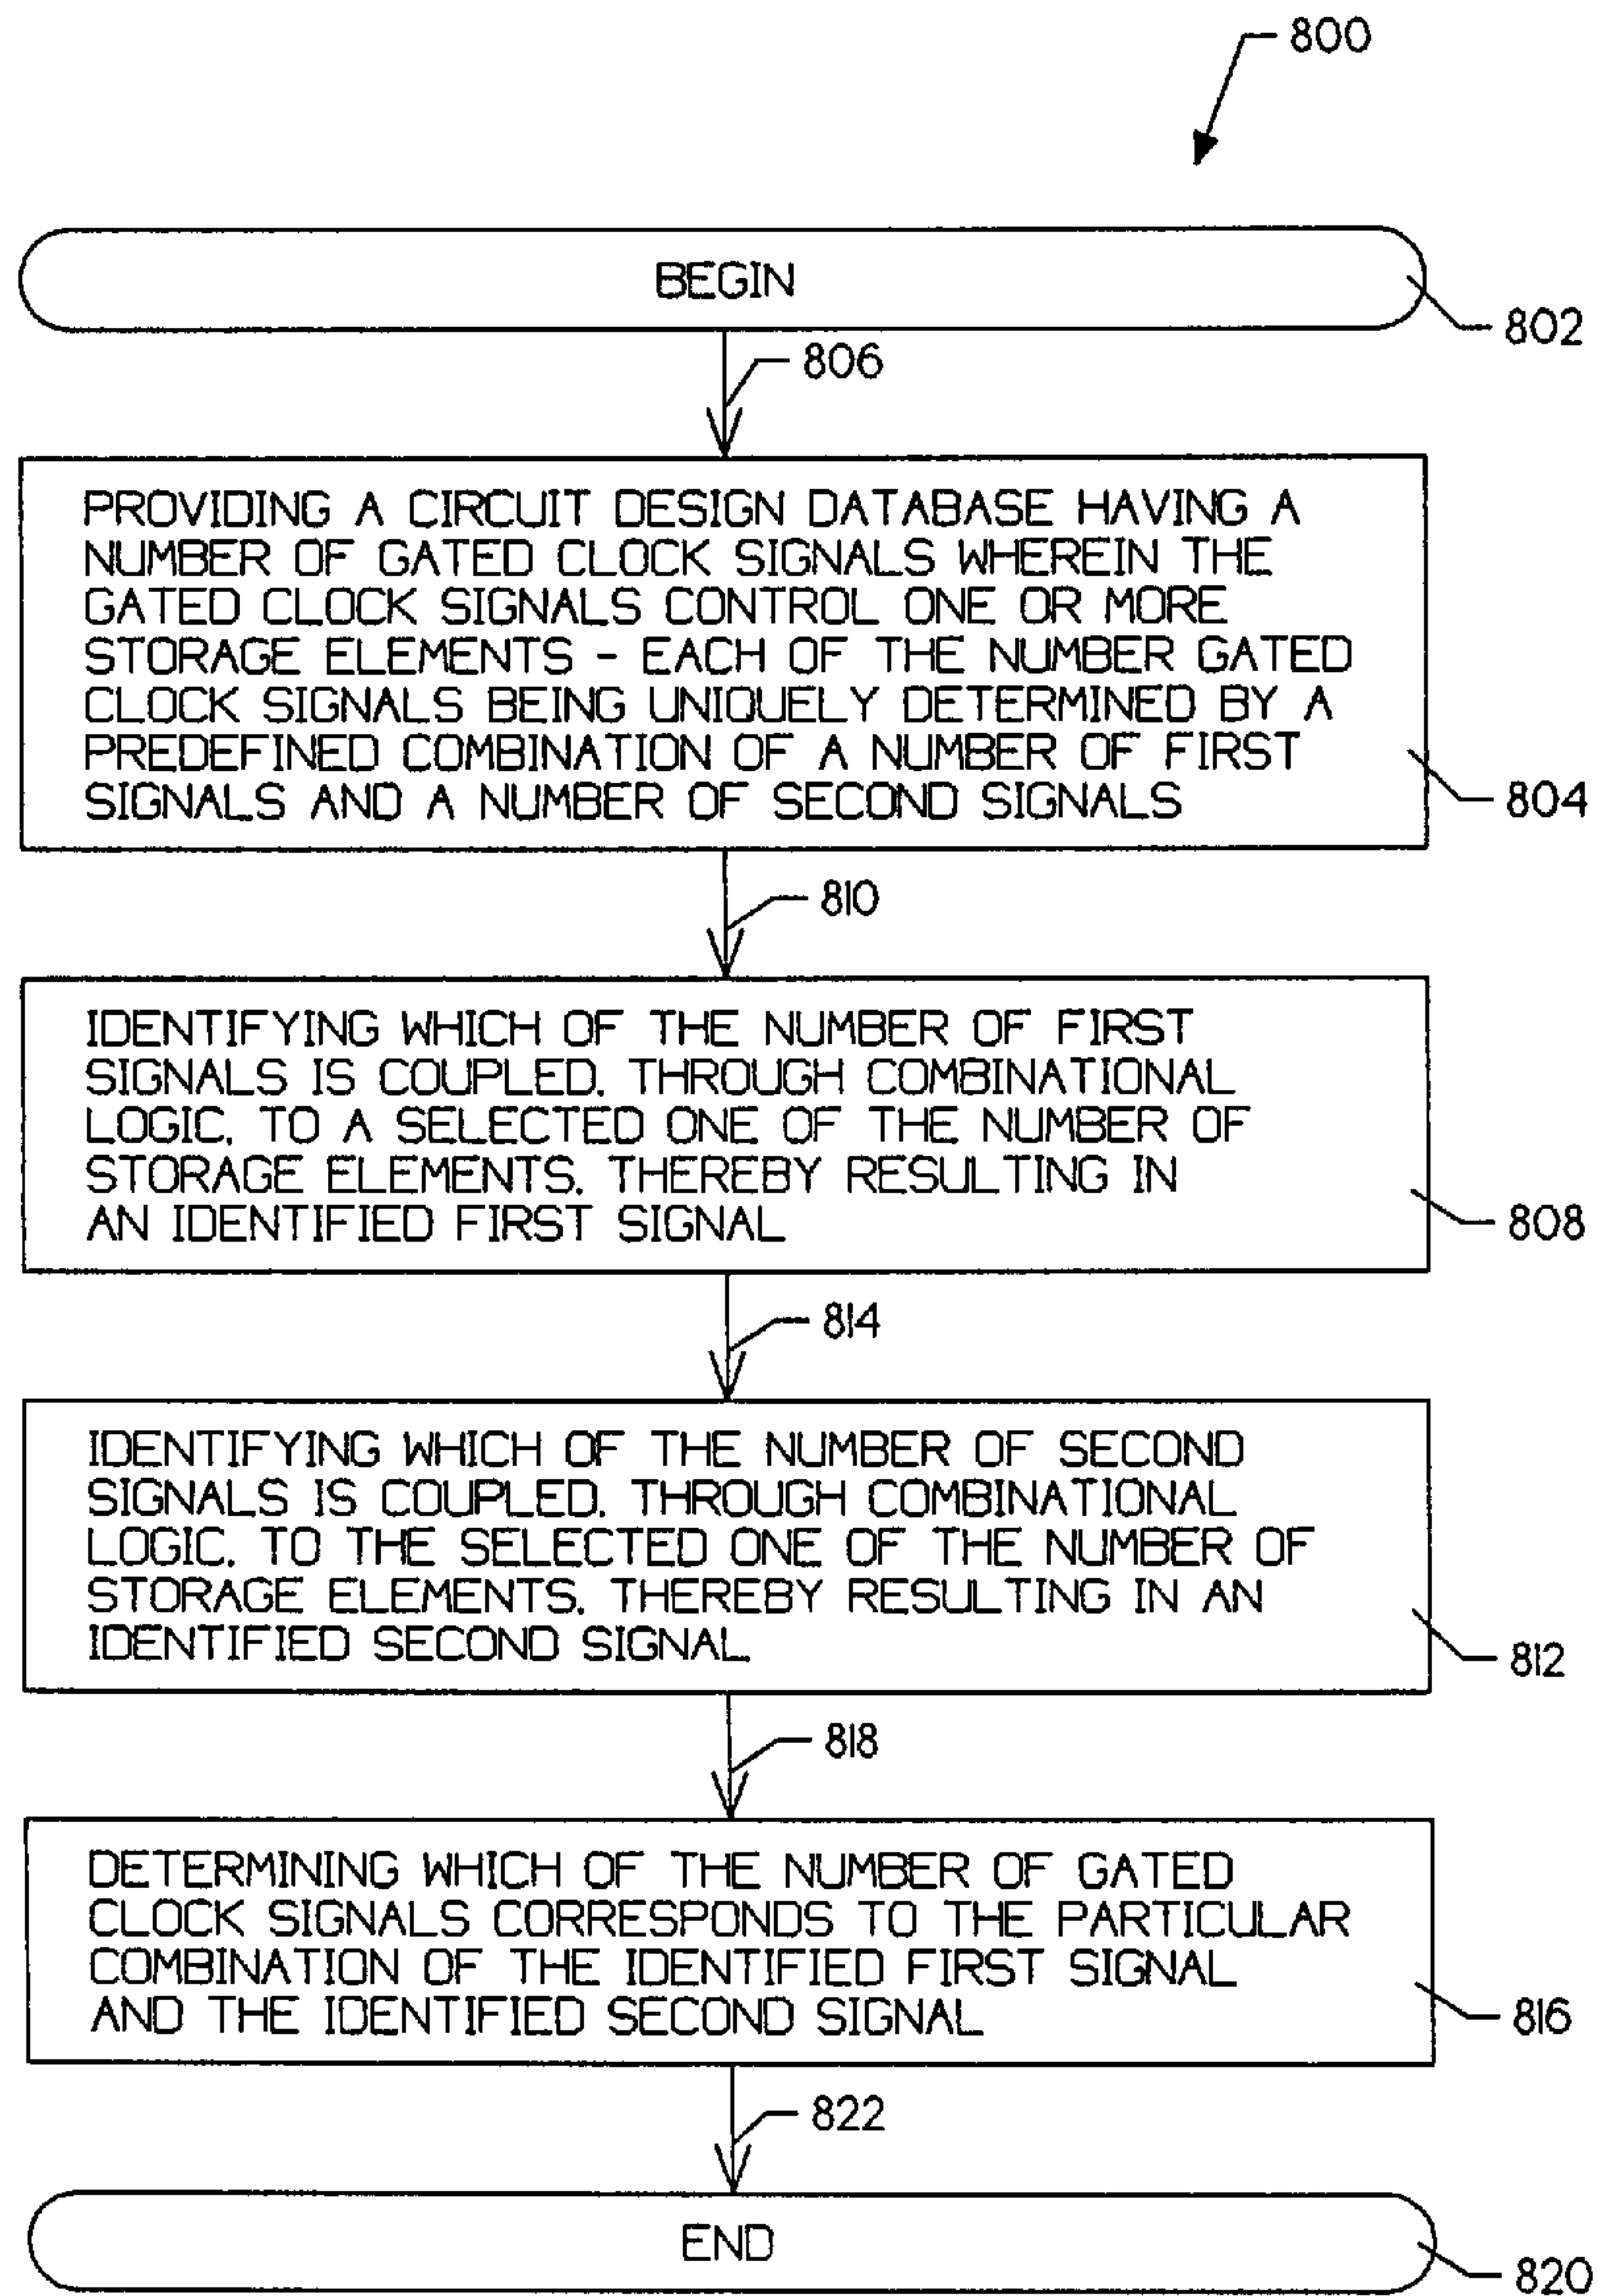 800
BEGIN
802
806
PROVIDING A CIRCUIT DESIGN DATABASE HAVING A
NUMBER OF GATED CLOCK SIGNALS WHEREIN THE
GATED CLOCK SIGNALS CONTROL ONE OR MORE
STORAGE ELEMENTS - EACH OF THE NUMBER GATED
CLOCK SIGNALS BEING UNIQUELY DETERMINED BY A
PREDEFINED COMBINATION OF A NUMBER OF FIRST
SIGNALS AND A NUMBER OF SECOND SIGNALS
804
810
IDENTIFYING WHICH OF THE NUMBER OF FIRST
SIGNALS IS COUPLED, THROUGH COMBINATIONAL
LOGIC, TO A SELECTED ONE OF THE NUMBER OF
STORAGE ELEMENTS, THEREBY RESULTING IN
AN IDENTIFIED FIRST SIGNAL
808
814
IDENTIFYING WHICH OF THE NUMBER OF SECOND
SIGNALS IS COUPLED, THROUGH COMBINATIONAL
LOGIC, TO THE SELECTED ONE OF THE NUMBER OF
STORAGE ELEMENTS, THEREBY RESULTING IN AN
IDENTIFIED SECOND SIGNAL
812
818
DETERMINING WHICH OF THE NUMBER OF GATED
CLOCK SIGNALS CORRESPONDS TO THE PARTICULAR
COMBINATION OF THE IDENTIFIED FIRST SIGNAL
AND THE IDENTIFIED SECOND SIGNAL
816
822
END
820